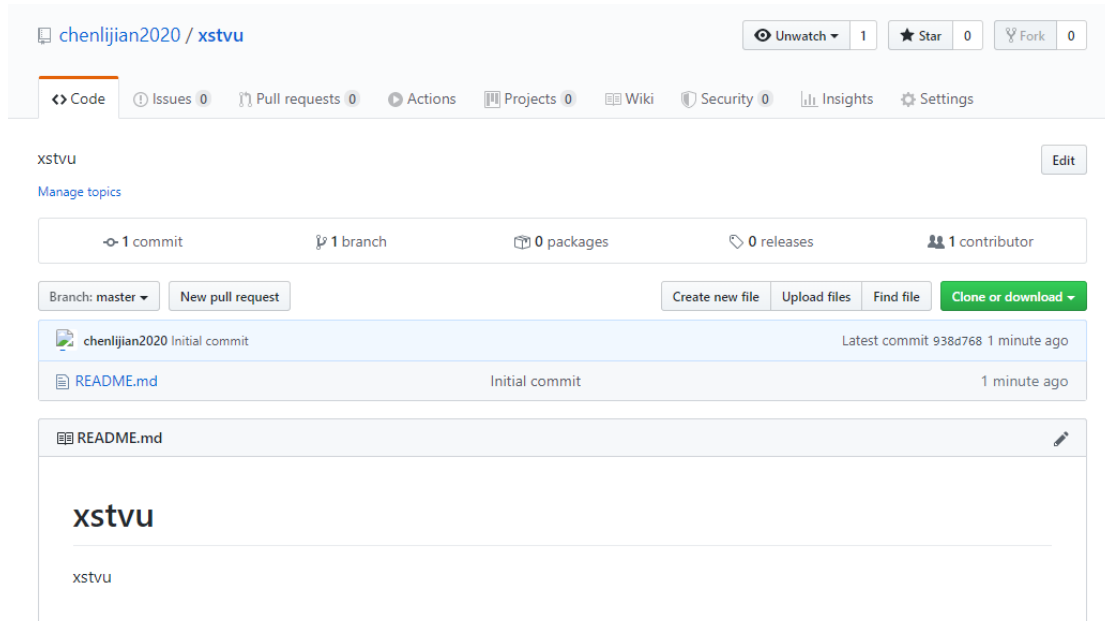 chenlijian2020 / xstvu
Unwatch 1 Star 0 Fork 0
Code Issues 0 Pull requests 0 Actions Projects 0 Wiki Security 0 Insights Settings
xstvu
Edit
Manage topics
1 commit 1 branch 0 packages 0 releases 1 contributor
Branch: master New pull request Create new file Upload files Find file Clone or download
chenlijian2020 Initial commit Latest commit 938d768 1 minute ago
README.md Initial commit 1 minute ago
README.md
xstvu
xstvu